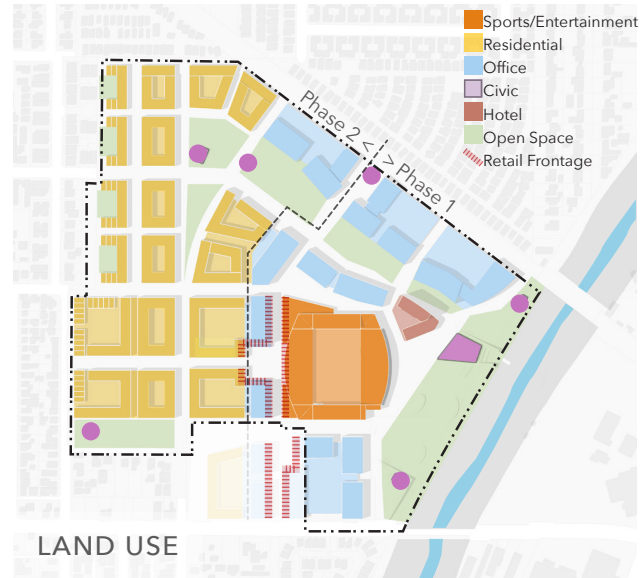 Sports/Entertainment
Residential
Office
Civic
Hotel
Open Space
Retail Frontage
Phase 2 < > Phase 1
LAND USE